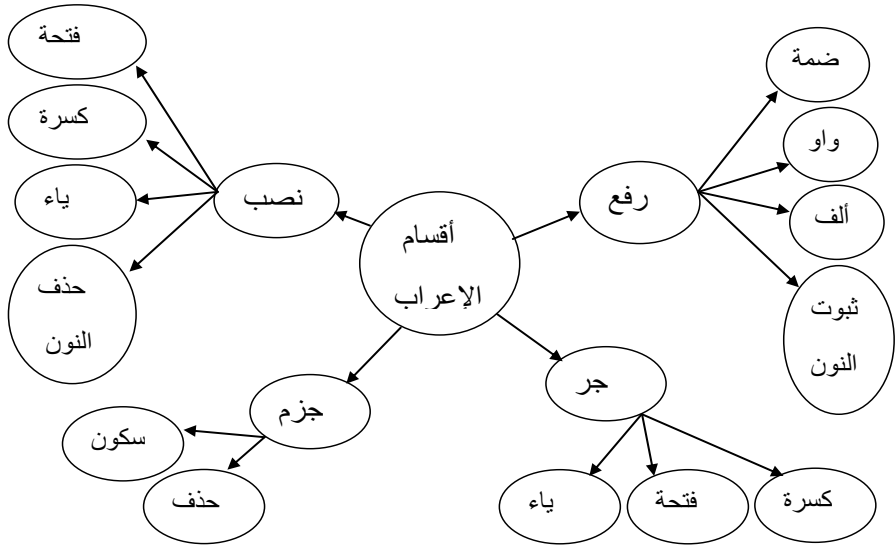 أقسام
الإعراب
رفع
ضمة
واو
ألف
ثبوت
النون
نصب
فتحة
كسرة
ياء
حذف
النون
جر
كسرة
فتحة
ياء
جزم
سكون
حذف